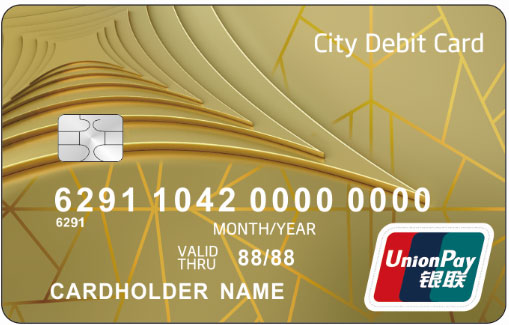 City Debit Card
6291 1042 0000 0000
6291
MONTH/YEAR
VALID THRU 88/88
CARDHOLDER NAME
UnionPay
银联